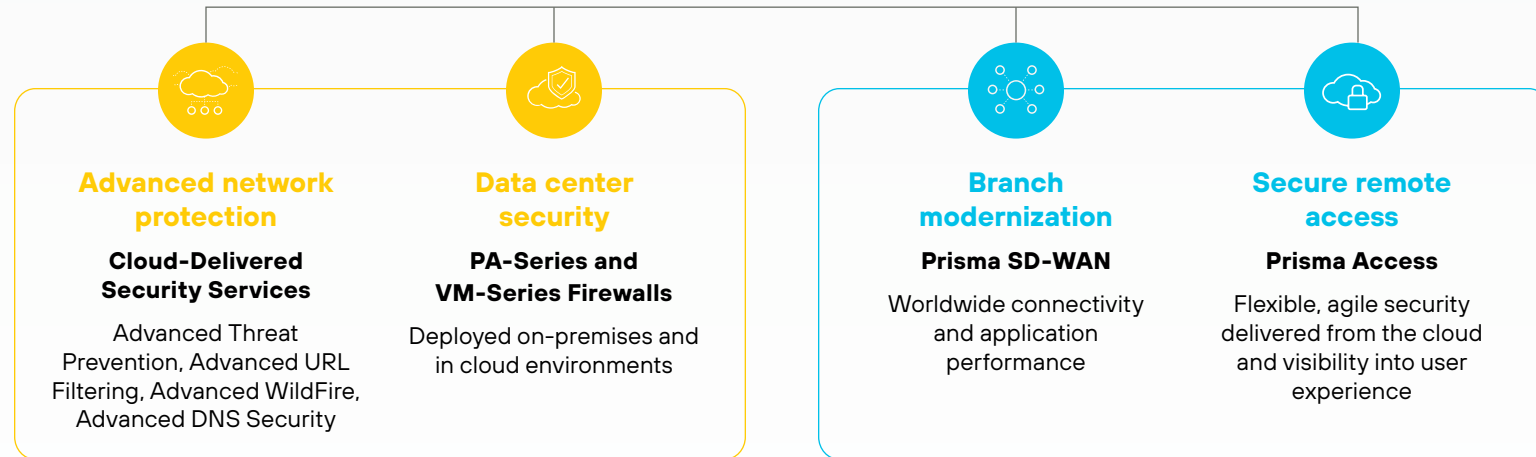 Advanced network
protection
Cloud-Delivered
Security Services
Advanced Threat
Prevention, Advanced URL
Filtering, Advanced WildFire,
Advanced DNS Security
Data center
security
PA-Series and
VM-Series Firewalls
Deployed on-premises and
in cloud environments
Branch
modernization
Prisma SD-WAN
Worldwide connectivity
and application
performance
Secure remote
access
Prisma Access
Flexible, agile security
delivered from the cloud
and visibility into user
experience